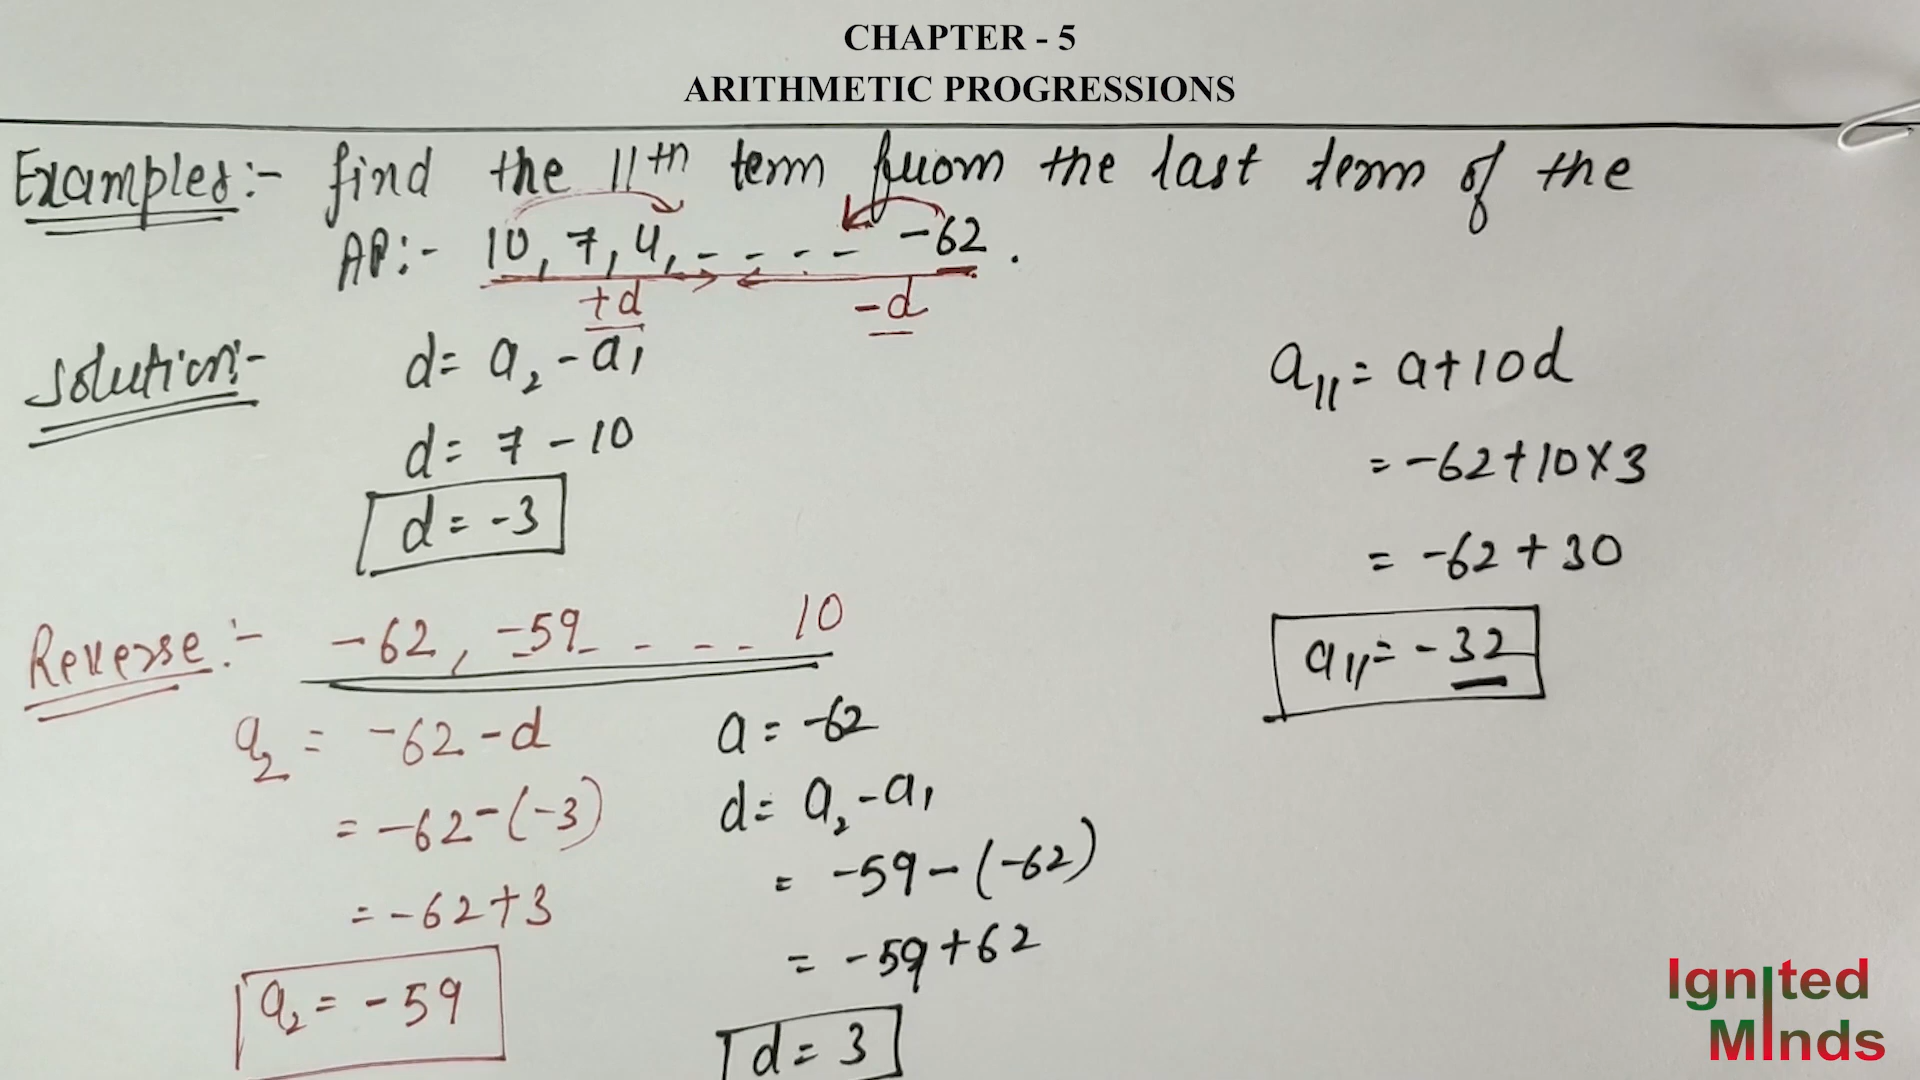 CHAPTER - 5
ARITHMETIC PROGRESSIONS
Examples:- find the 11th term from the last term of the
AP:- 10, 7, 4, - - - - -62.
+d -d
Solution:- d = a₂ - a₁
d = 7 - 10
d = -3
Reverse:- -62, -59 - - - - 10
a₂ = -62 - d
= -62 - (-3)
= -62 + 3
a₂ = -59
a = -62
d = a₂ - a₁
= -59 - (-62)
= -59 + 62
d = 3
a₁₁ = a + 10d
= -62 + 10 × 3
= -62 + 30
a₁₁ = -32
Ignited
Minds